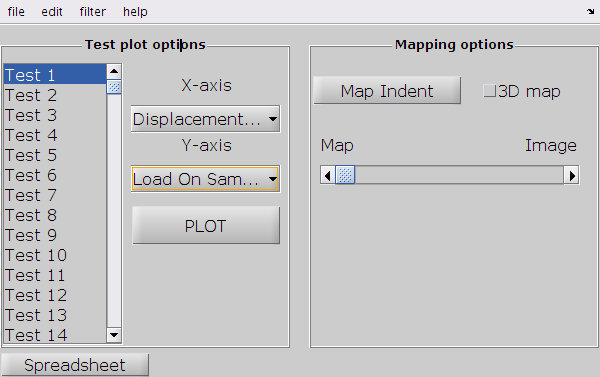 file edit filter help
Test plot options
Test 1
Test 2
Test 3
Test 4
Test 5
Test 6
Test 7
Test 8
Test 9
Test 10
Test 11
Test 12
Test 13
Test 14
X-axis
Displacement...
Y-axis
Load On Sam...
PLOT
Mapping options
Map Indent
3D map
Map Image
Spreadsheet